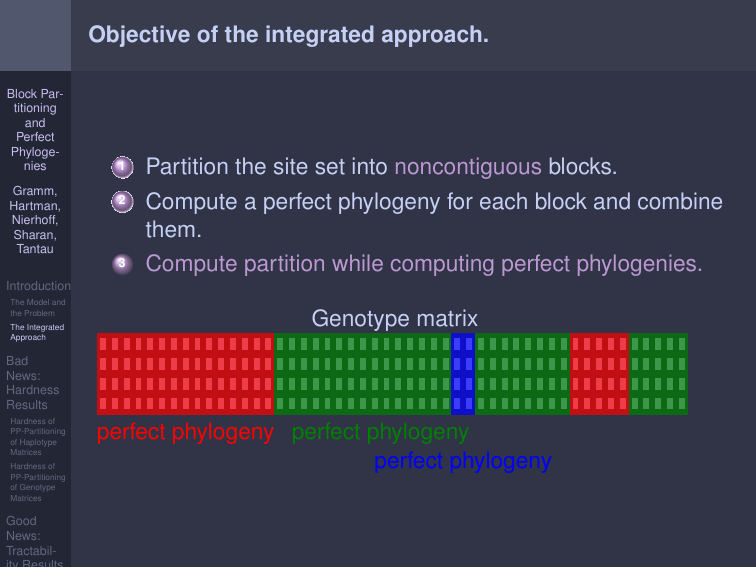 Objective of the integrated approach.
Block Par-
titioning
and
Perfect
Phyloge-
nies
Gramm,
Hartman,
Nierhoff,
Sharan,
Tantau
Introduction
The Model and
the Problem
The Integrated
Approach
Bad
News:
Hardness
Results
Hardness of
PP-Partitioning
of Haplotype
Matrices
Hardness of
PP-Partitioning
of Genotype
Matrices
Good
News:
Tractabil-
ity Results
1 Partition the site set into noncontiguous blocks.
2 Compute a perfect phylogeny for each block and combine
them.
3 Compute partition while computing perfect phylogenies.
Genotype matrix
perfect phylogeny perfect phylogeny
perfect phylogeny